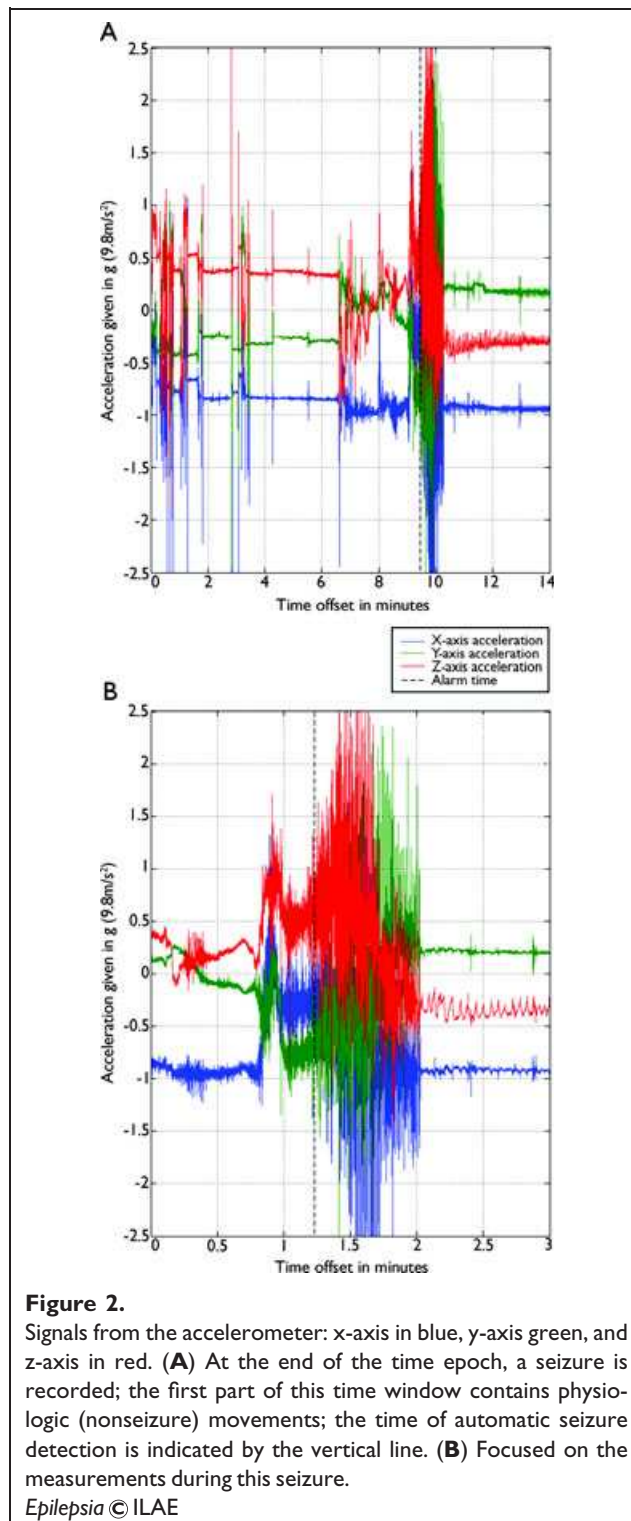 A
2.5
2
1.5
1
0.5
0
-0.5
-1
-1.5
-2
-2.5
Acceleration given in g (9.8m/s²)
0 2 4 6 8 10 12 14
Time offset in minutes
X-axis acceleration
Y-axis acceleration
Z-axis acceleration
Alarm time
B
2.5
2
1.5
1
0.5
0
-0.5
-1
-1.5
-2
-2.5
Acceleration given in g (9.8m/s²)
0 0.5 1 1.5 2 2.5 3
Time offset in minutes
Figure 2.
Signals from the accelerometer: x-axis in blue, y-axis green, and
z-axis in red. (A) At the end of the time epoch, a seizure is
recorded; the first part of this time window contains physio-
logic (nonseizure) movements; the time of automatic seizure
detection is indicated by the vertical line. (B) Focused on the
measurements during this seizure.
Epilepsia © ILAE